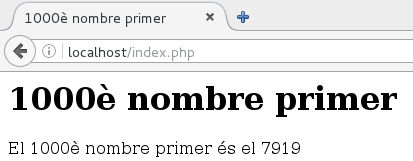 1000è nombre primer
localhost/index.php
1000è nombre primer
El 1000è nombre primer és el 7919